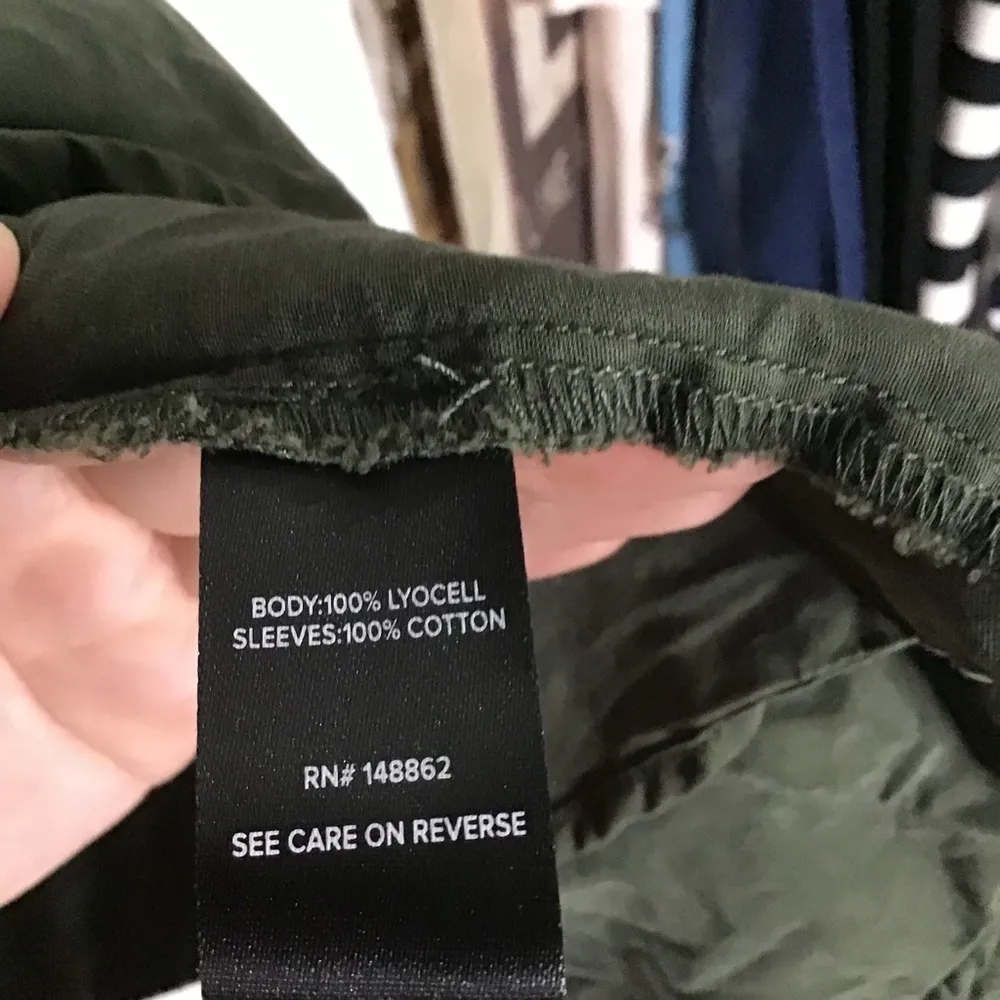 BODY:100% LYOCELL
SLEEVES:100% COTTON
RN# 148862
SEE CARE ON REVERSE